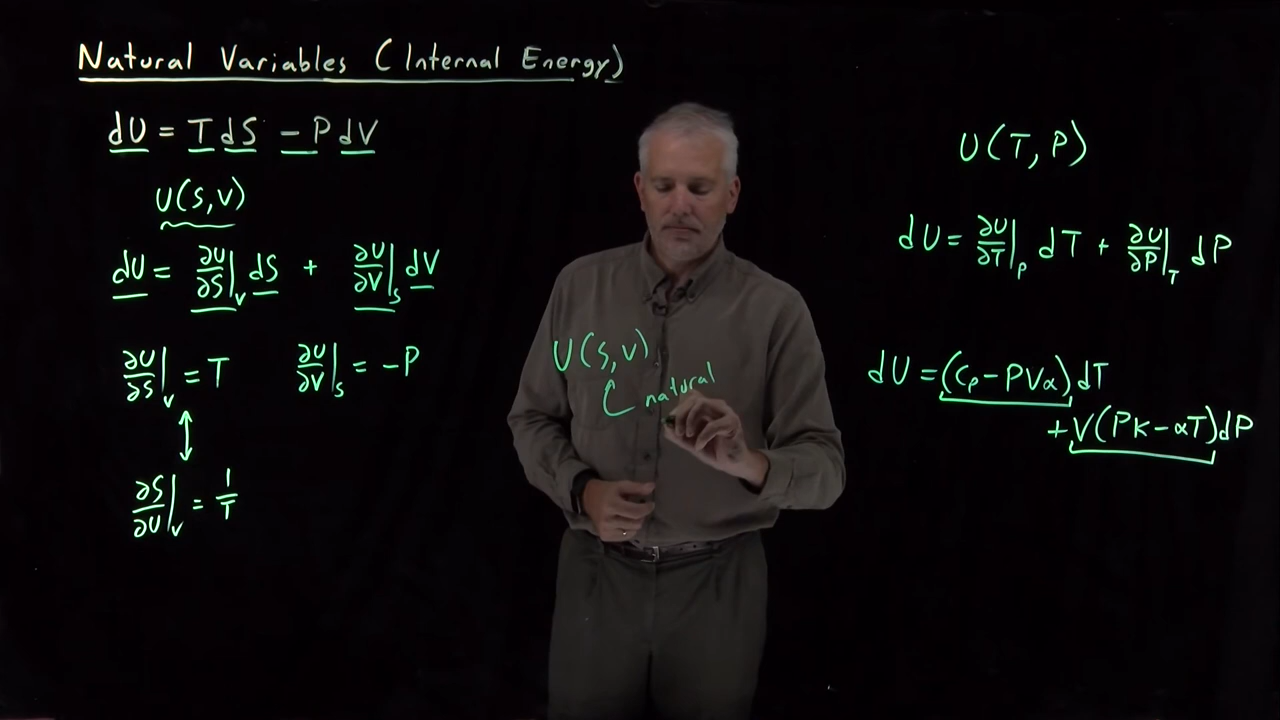 Natural Variables (Internal Energy)
dU = TdS - PdV
U(S,V)
dU = ∂U/∂S|_V dS + ∂U/∂V|_S dV
∂U/∂S|_V = T    ∂U/∂V|_S = -P
↕
∂S/∂U|_V = 1/T
U(S,V)
natural
U(T,P)
dU = ∂U/∂T|_P dT + ∂U/∂P|_T dP
dU = (C_P - PVα)dT
+ V(Pκ - αT)dP